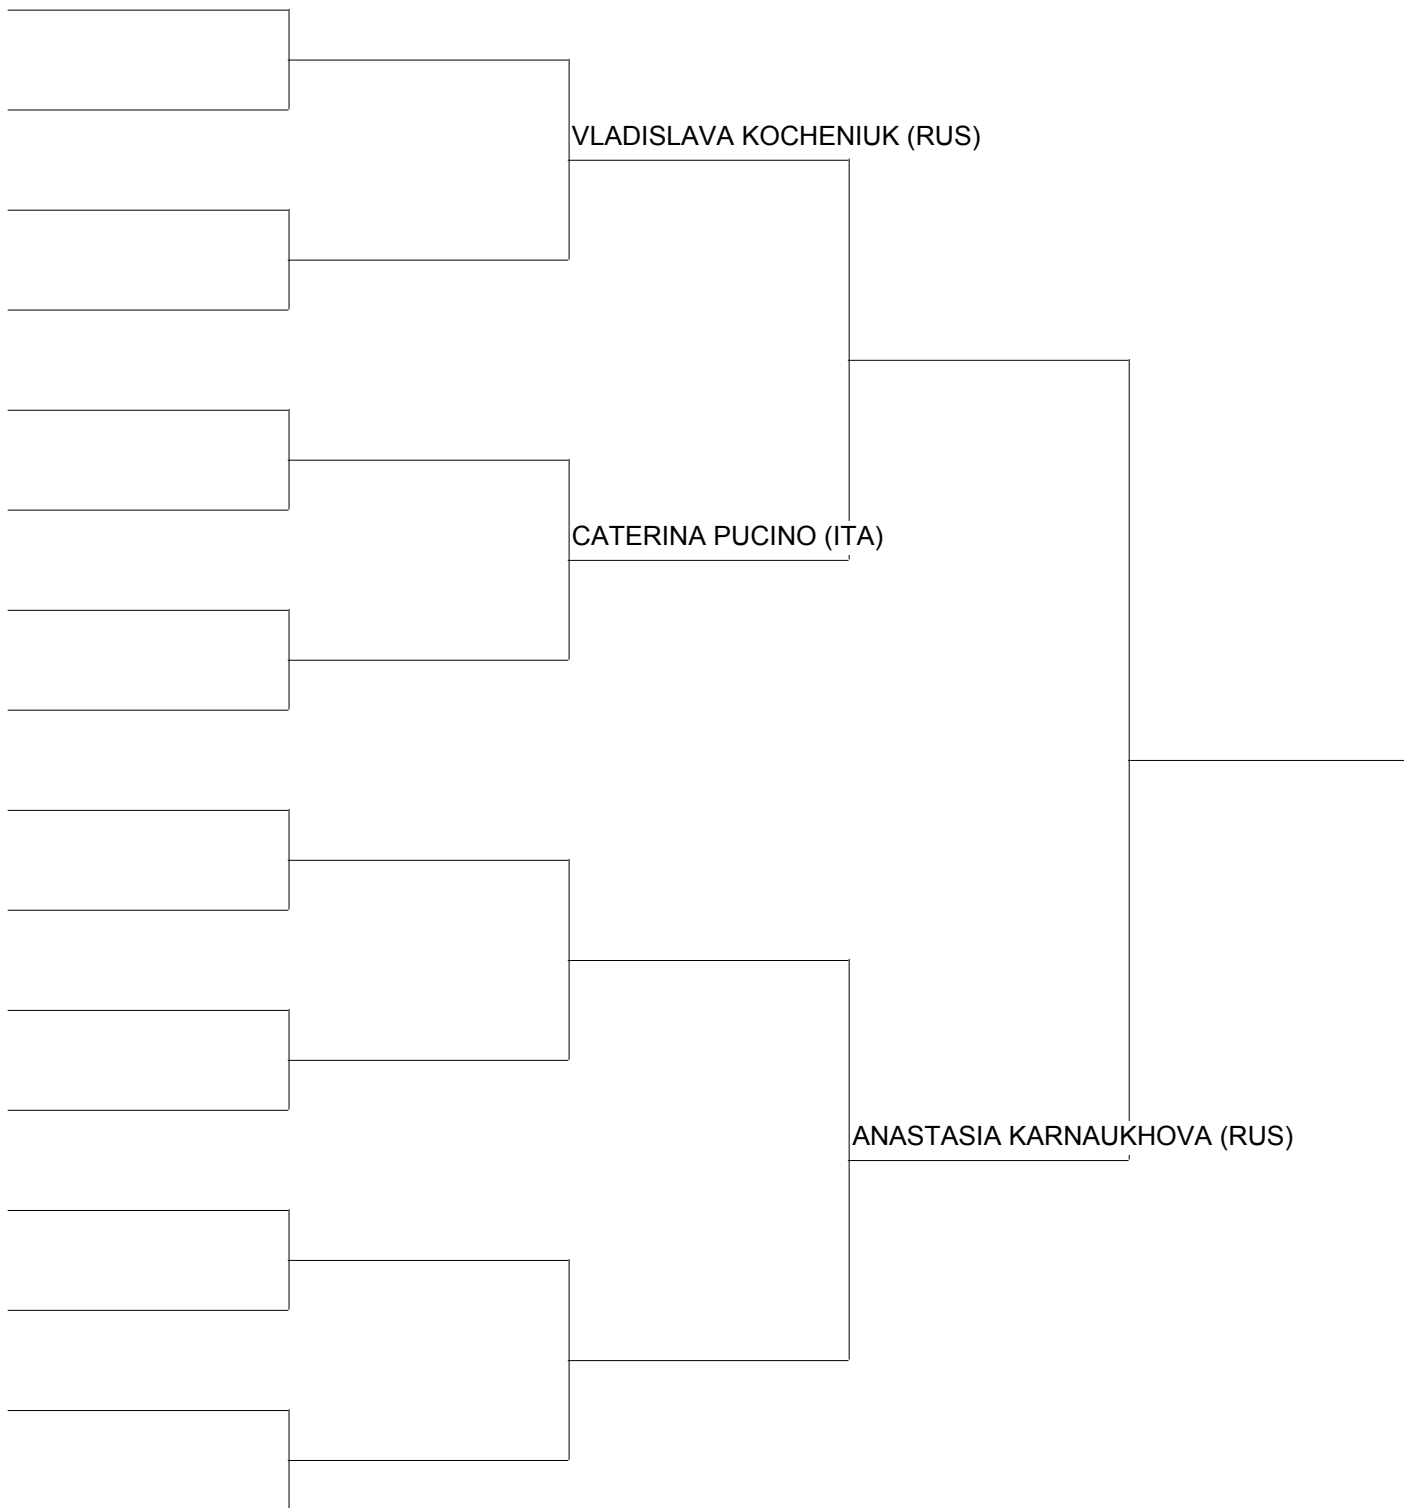 VLADISLAVA KOCHENIUK (RUS)
CATERINA PUCINO (ITA)
ANASTASIA KARNAUKHOVA (RUS)